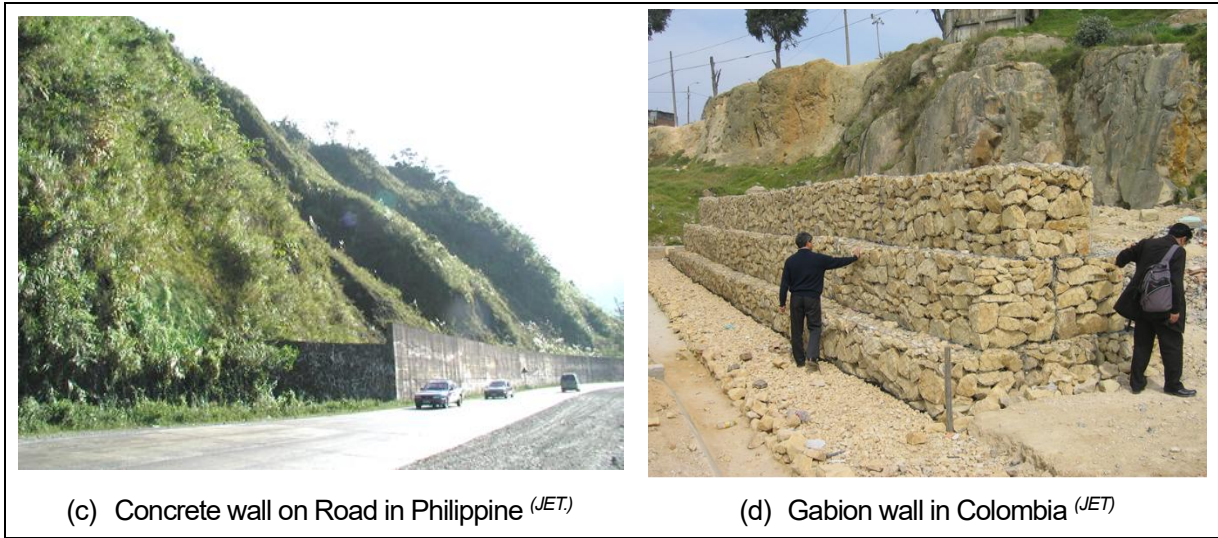 (c) Concrete wall on Road in Philippine (JET.)
(d) Gabion wall in Colombia (JET)